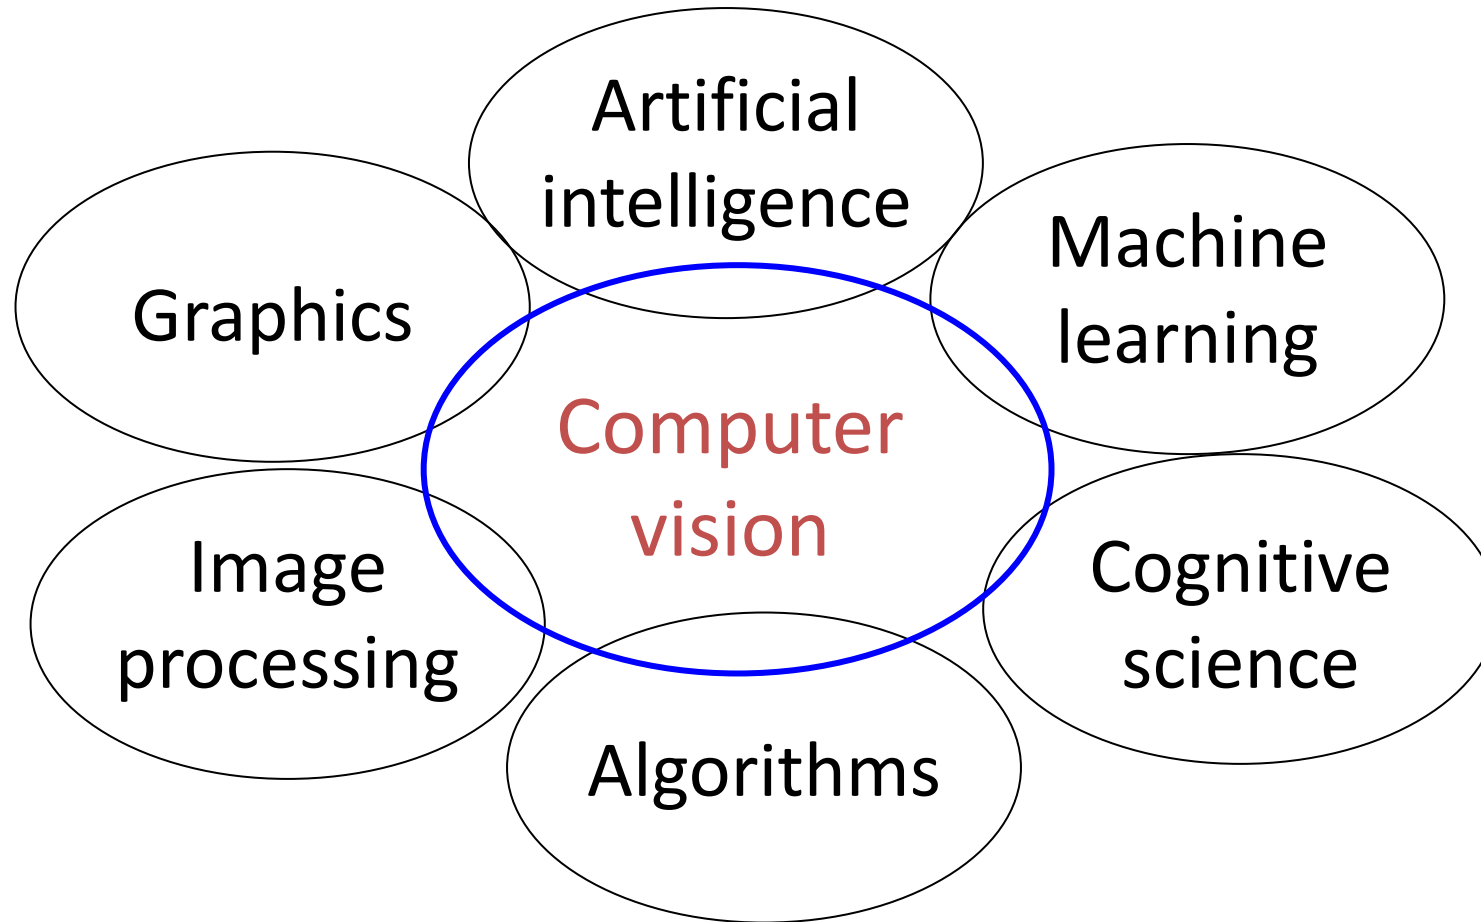 Artificial
intelligence
Machine
learning
Graphics
Computer
vision
Image
processing
Cognitive
science
Algorithms